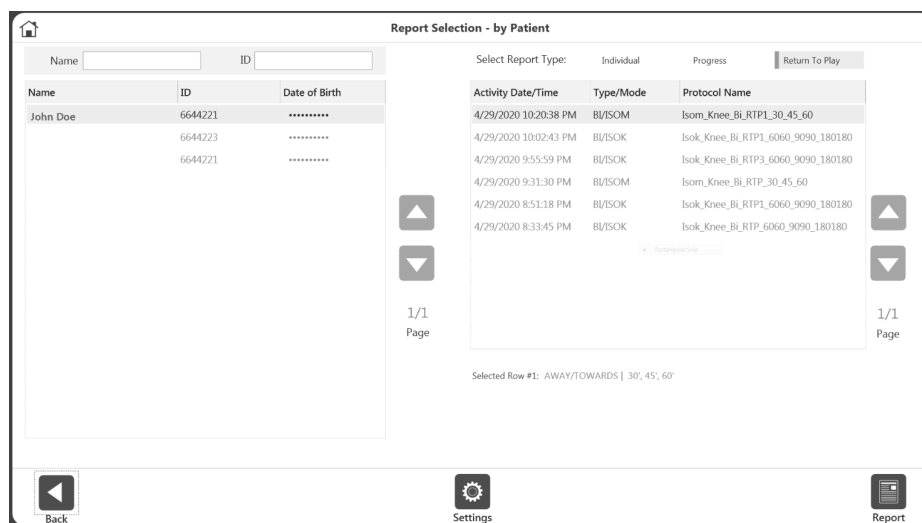 Report Selection - by Patient
Name ID
Name ID Date of Birth
John Doe 6644221 ••••••••••
6644223 ••••••••••
6644221 ••••••••••
1/1
Page
Select Report Type: Individual Progress Return To Play
Activity Date/Time Type/Mode Protocol Name
4/29/2020 10:20:38 PM BI/ISOM Isom_Knee_Bi_RTP1_30_45_60
4/29/2020 10:02:43 PM BI/ISOK Isok_Knee_Bi_RTP1_6060_9090_180180
4/29/2020 9:55:59 PM BI/ISOK Isok_Knee_Bi_RTP3_6060_9090_180180
4/29/2020 9:31:30 PM BI/ISOM Isom_Knee_Bi_RTP_30_45_60
4/29/2020 8:51:18 PM BI/ISOK Isok_Knee_Bi_RTP1_6060_9090_180180
4/29/2020 8:33:45 PM BI/ISOK Isok_Knee_Bi_RTP_6060_9090_180180
Rectangular Snip
1/1
Page
Selected Row #1: AWAY/TOWARDS | 30', 45', 60'
Back Settings Report